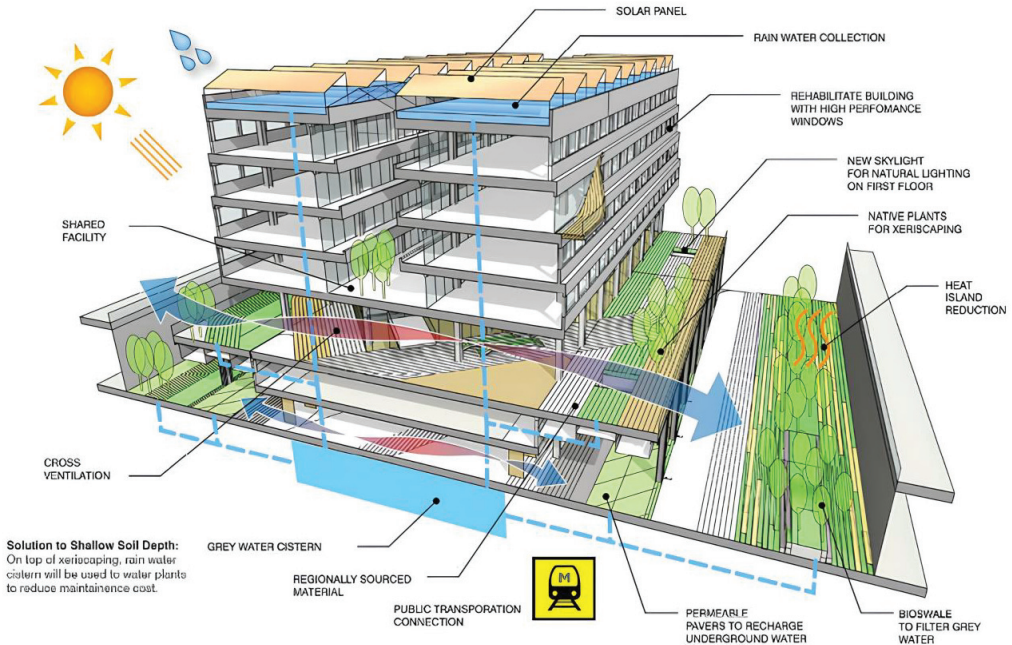 SOLAR PANEL
RAIN WATER COLLECTION
REHABILITATE BUILDING
WITH HIGH PERFOMANCE
WINDOWS
NEW SKYLIGHT
FOR NATURAL LIGHTING
ON FIRST FLOOR
NATIVE PLANTS
FOR XERISCAPING
SHARED
FACILITY
HEAT
ISLAND
REDUCTION
CROSS
VENTILATION
Solution to Shallow Soil Depth:
On top of xeriscaping, rain water
cistern will be used to water plants
to reduce maintainence cost.
GREY WATER CISTERN
REGIONALLY SOURCED
MATERIAL
PUBLIC TRANSPORATION
CONNECTION
M
PERMEABLE
PAVERS TO RECHARGE
UNDERGROUND WATER
BIOSWALE
TO FILTER GREY
WATER